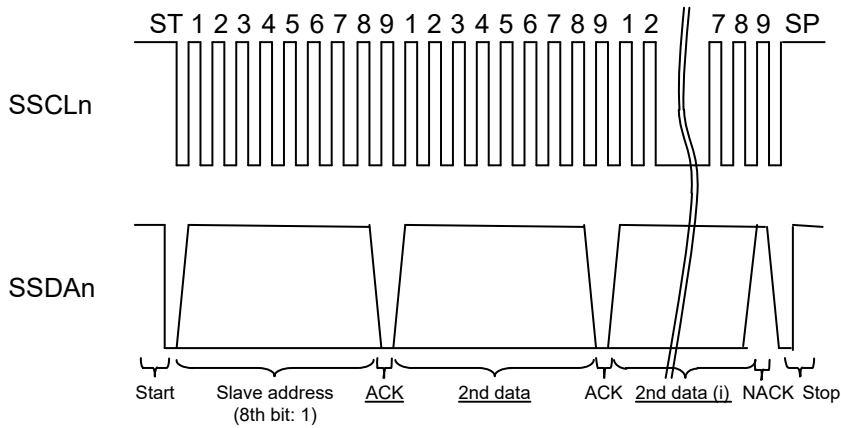 ST 1 2 3 4 5 6 7 8 9 1 2 3 4 5 6 7 8 9 1 2 7 8 9 SP
SSCLn
SSDAn
Start Slave address ACK 2nd data ACK 2nd data (i) NACK Stop
(8th bit: 1)